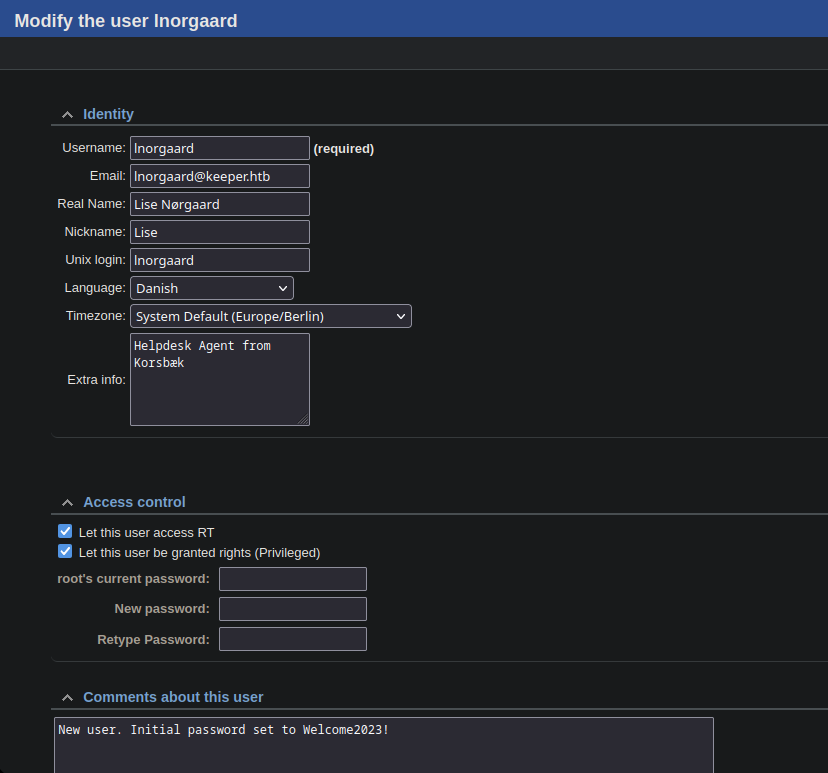 Modify the user lnorgaard
Identity
Username: lnorgaard (required)
Email: lnorgaard@keeper.htb
Real Name: Lise Nørgaard
Nickname: Lise
Unix login: lnorgaard
Language: Danish
Timezone: System Default (Europe/Berlin)
Extra info: Helpdesk Agent from
Korsbæk
Access control
Let this user access RT
Let this user be granted rights (Privileged)
root's current password:
New password:
Retype Password:
Comments about this user
New user. Initial password set to Welcome2023!